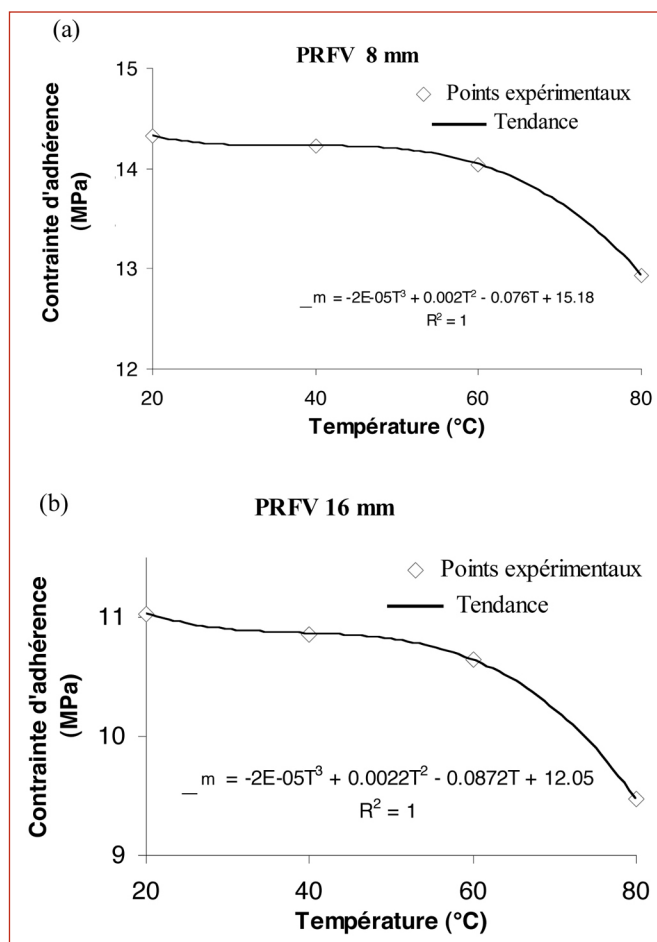 (a)
PRFV 8 mm
Contrainte d'adhérence
(MPa)
15
14
13
12
Points expérimentaux
Tendance
_ m = -2E-05T³ + 0.002T² - 0.076T + 15.18
R² = 1
20
40
60
80
Température (°C)
(b)
PRFV 16 mm
Contrainte d'adhérence
(MPa)
11
10
9
Points expérimentaux
Tendance
_ m = -2E-05T³ + 0.0022T² - 0.0872T + 12.05
R² = 1
20
40
60
80
Température (°C)